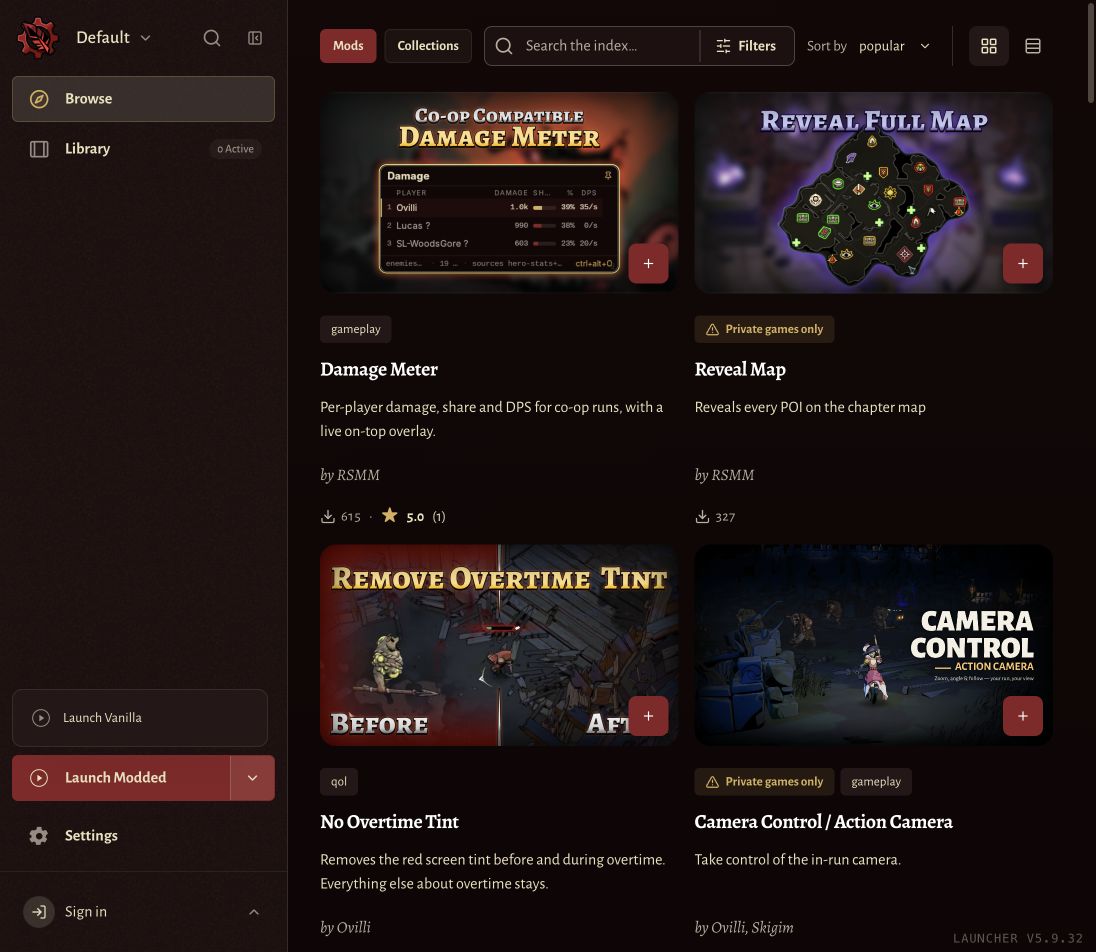 Default
Browse
Library
0 Active
Launch Vanilla
Launch Modded
Settings
Sign in
Mods
Collections
Search the index...
Filters
Sort by
popular
Co-op Compatible
Damage Meter
Damage
PLAYER DAMAGE SH... % DPS
1 Ovilli 1.0k 39% 35/s
2 Lucas ? 990 38% 0/s
3 SL-WoodsGore ? 603 23% 20/s
enemies… · 19 … · sources hero-stats+… ctrl+alt+O
+
gameplay
Damage Meter
Per-player damage, share and DPS for co-op runs, with a
live on-top overlay.
by RSMM
615 · 5.0 (1)
Reveal Full Map
+
Private games only
Reveal Map
Reveals every POI on the chapter map
by RSMM
327
Remove Overtime Tint
Before
+
qol
No Overtime Tint
Removes the red screen tint before and during overtime.
Everything else about overtime stays.
by Ovilli
CAMERA
CONTROL
ACTION CAMERA
Zoom, angle & follow — your run, your view
+
Private games only
gameplay
Camera Control / Action Camera
Take control of the in-run camera.
by Ovilli, Skigim
LAUNCHER V5.9.32